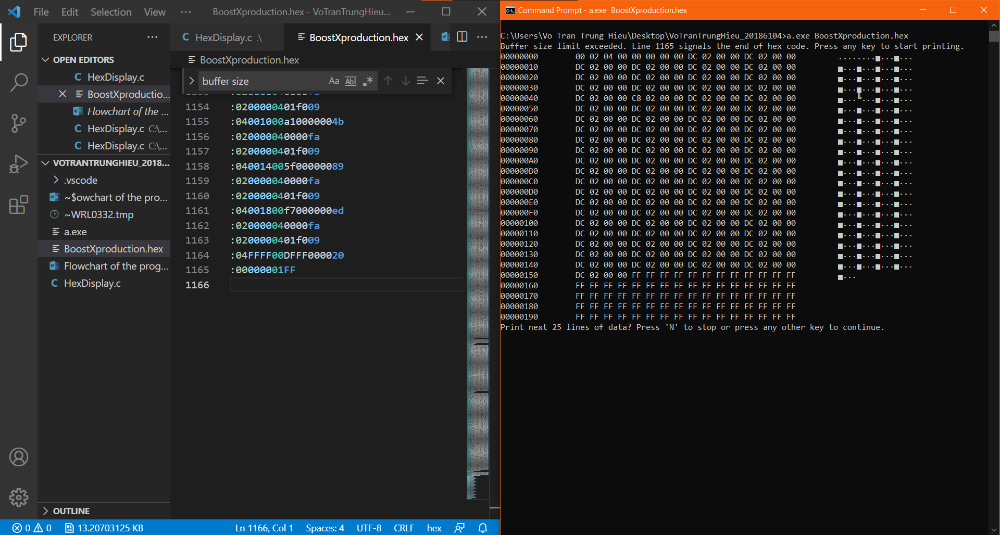 File Edit Selection View ··· BoostXproduction.hex - VoTranTrungHieu_...
EXPLORER ···
OPEN EDITORS
C HexDisplay.c
BoostXproductio...
Flowchart of the ...
C HexDisplay.c C:\...
C HexDisplay.c C:\...
VOTRANTRUNGHIEU_2018...
.vscode
~$owchart of the pro...
~WRL0332.tmp
a.exe
BoostXproduction.hex
Flowchart of the prog...
C HexDisplay.c
OUTLINE
C HexDisplay.c .\ BoostXproduction.hex
BoostXproduction.hex
buffer size Aa Abl .*
1154 :020000040‌1f009
1155 :04001000a10000004b
1156 :020000040000fa
1157 :0200000401f009
1158 :040014005f00000089
1159 :020000040000fa
1160 :0200000401f009
1161 :04001800f7000000ed
1162 :020000040000fa
1163 :0200000401f009
1164 :04FFFF00DFFF000020
1165 :00000001FF
1166
0 0 13.20703125 KB Ln 1166, Col 1 Spaces: 4 UTF-8 CRLF hex
Command Prompt - a.exe BoostXproduction.hex
C:\Users\Vo Tran Trung Hieu\Desktop\VoTranTrungHieu_20186104>a.exe BoostXproduction.hex
Buffer size limit exceeded. Line 1165 signals the end of hex code. Press any key to start printing.
00000000 00 02 04 00 00 00 00 00 DC 02 00 00 DC 02 00 00 ........■...■...
00000010 DC 02 00 00 DC 02 00 00 DC 02 00 00 DC 02 00 00 ■...■...■...■...
00000020 DC 02 00 00 DC 02 00 00 DC 02 00 00 DC 02 00 00 ■...■...■...■...
00000030 DC 02 00 00 DC 02 00 00 DC 02 00 00 DC 02 00 00 ■...■...■...■...
00000040 DC 02 00 00 C8 02 00 00 DC 02 00 00 DC 02 00 00 ■...╚...■...■...
00000050 DC 02 00 00 DC 02 00 00 DC 02 00 00 DC 02 00 00 ■...■...■...■...
00000060 DC 02 00 00 DC 02 00 00 DC 02 00 00 DC 02 00 00 ■...■...■...■...
00000070 DC 02 00 00 DC 02 00 00 DC 02 00 00 DC 02 00 00 ■...■...■...■...
00000080 DC 02 00 00 DC 02 00 00 DC 02 00 00 DC 02 00 00 ■...■...■...■...
00000090 DC 02 00 00 DC 02 00 00 DC 02 00 00 DC 02 00 00 ■...■...■...■...
000000A0 DC 02 00 00 DC 02 00 00 DC 02 00 00 DC 02 00 00 ■...■...■...■...
000000B0 DC 02 00 00 DC 02 00 00 DC 02 00 00 DC 02 00 00 ■...■...■...■...
000000C0 DC 02 00 00 DC 02 00 00 DC 02 00 00 DC 02 00 00 ■...■...■...■...
000000D0 DC 02 00 00 DC 02 00 00 DC 02 00 00 DC 02 00 00 ■...■...■...■...
000000E0 DC 02 00 00 DC 02 00 00 DC 02 00 00 DC 02 00 00 ■...■...■...■...
000000F0 DC 02 00 00 DC 02 00 00 DC 02 00 00 DC 02 00 00 ■...■...■...■...
00000100 DC 02 00 00 DC 02 00 00 DC 02 00 00 DC 02 00 00 ■...■...■...■...
00000110 DC 02 00 00 DC 02 00 00 DC 02 00 00 DC 02 00 00 ■...■...■...■...
00000120 DC 02 00 00 DC 02 00 00 DC 02 00 00 DC 02 00 00 ■...■...■...■...
00000130 DC 02 00 00 DC 02 00 00 DC 02 00 00 DC 02 00 00 ■...■...■...■...
00000140 DC 02 00 00 DC 02 00 00 DC 02 00 00 DC 02 00 00 ■...■...■...■...
00000150 DC 02 00 00 FF FF FF FF FF FF FF FF FF FF FF FF ■...
00000160 FF FF FF FF FF FF FF FF FF FF FF FF FF FF FF FF
00000170 FF FF FF FF FF FF FF FF FF FF FF FF FF FF FF FF
00000180 FF FF FF FF FF FF FF FF FF FF FF FF FF FF FF FF
00000190 FF FF FF FF FF FF FF FF FF FF FF FF FF FF FF FF
Print next 25 lines of data? Press 'N' to stop or press any other key to continue.